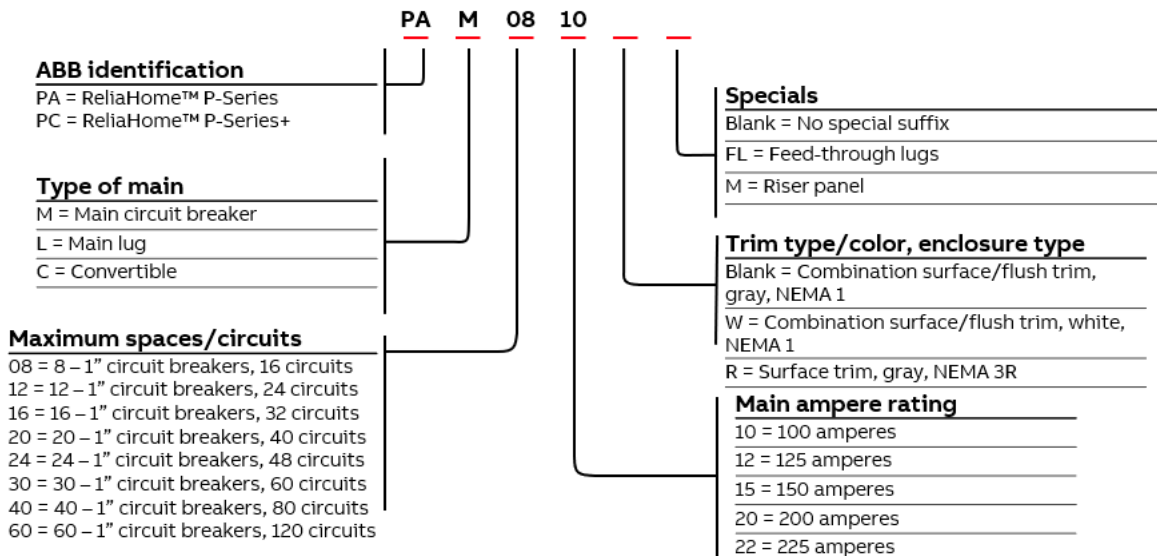 PA M 08 10
ABB identification
PA = ReliaHome™ P-Series
PC = ReliaHome™ P-Series+
Type of main
M = Main circuit breaker
L = Main lug
C = Convertible
Maximum spaces/circuits
08 = 8 – 1” circuit breakers, 16 circuits
12 = 12 – 1” circuit breakers, 24 circuits
16 = 16 – 1” circuit breakers, 32 circuits
20 = 20 – 1” circuit breakers, 40 circuits
24 = 24 – 1” circuit breakers, 48 circuits
30 = 30 – 1” circuit breakers, 60 circuits
40 = 40 – 1” circuit breakers, 80 circuits
60 = 60 – 1” circuit breakers, 120 circuits
Specials
Blank = No special suffix
FL = Feed-through lugs
M = Riser panel
Trim type/color, enclosure type
Blank = Combination surface/flush trim,
gray, NEMA 1
W = Combination surface/flush trim, white,
NEMA 1
R = Surface trim, gray, NEMA 3R
Main ampere rating
10 = 100 amperes
12 = 125 amperes
15 = 150 amperes
20 = 200 amperes
22 = 225 amperes